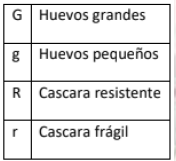 G Huevos grandes
g Huevos pequeños
R Cascara resistente
r Cascara frágil